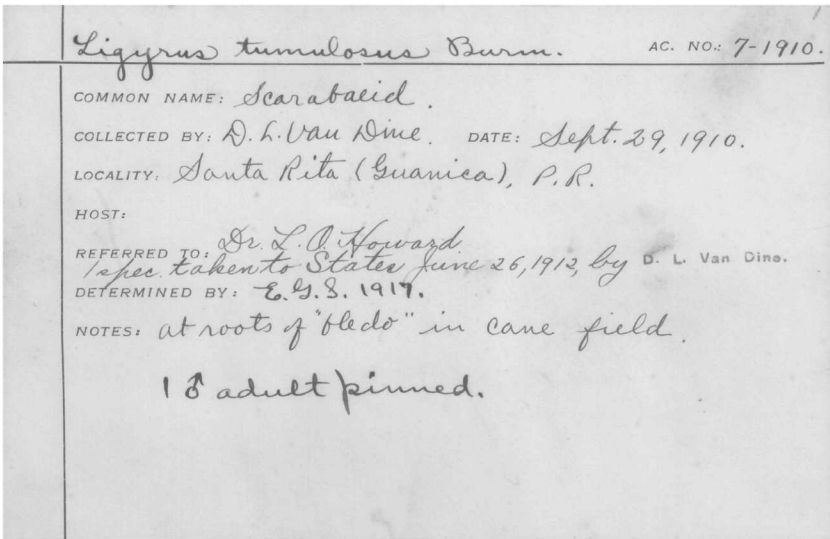 Ligyrus tumulosus Burm. AC. NO.: 7-1910.
COMMON NAME: Scarabaeid.
COLLECTED BY: D. L. Van Dine. DATE: Sept. 29, 1910.
LOCALITY: Santa Rita (Guanica), P.R.
HOST:
REFERRED TO: Dr. L. O. Howard
1 spec. taken to States June 26, 1912, by D. L. Van Dine.
DETERMINED BY: E.G.S. 1917.
NOTES: at roots of "bledo" in cane field.
1 ♂ adult pinned.